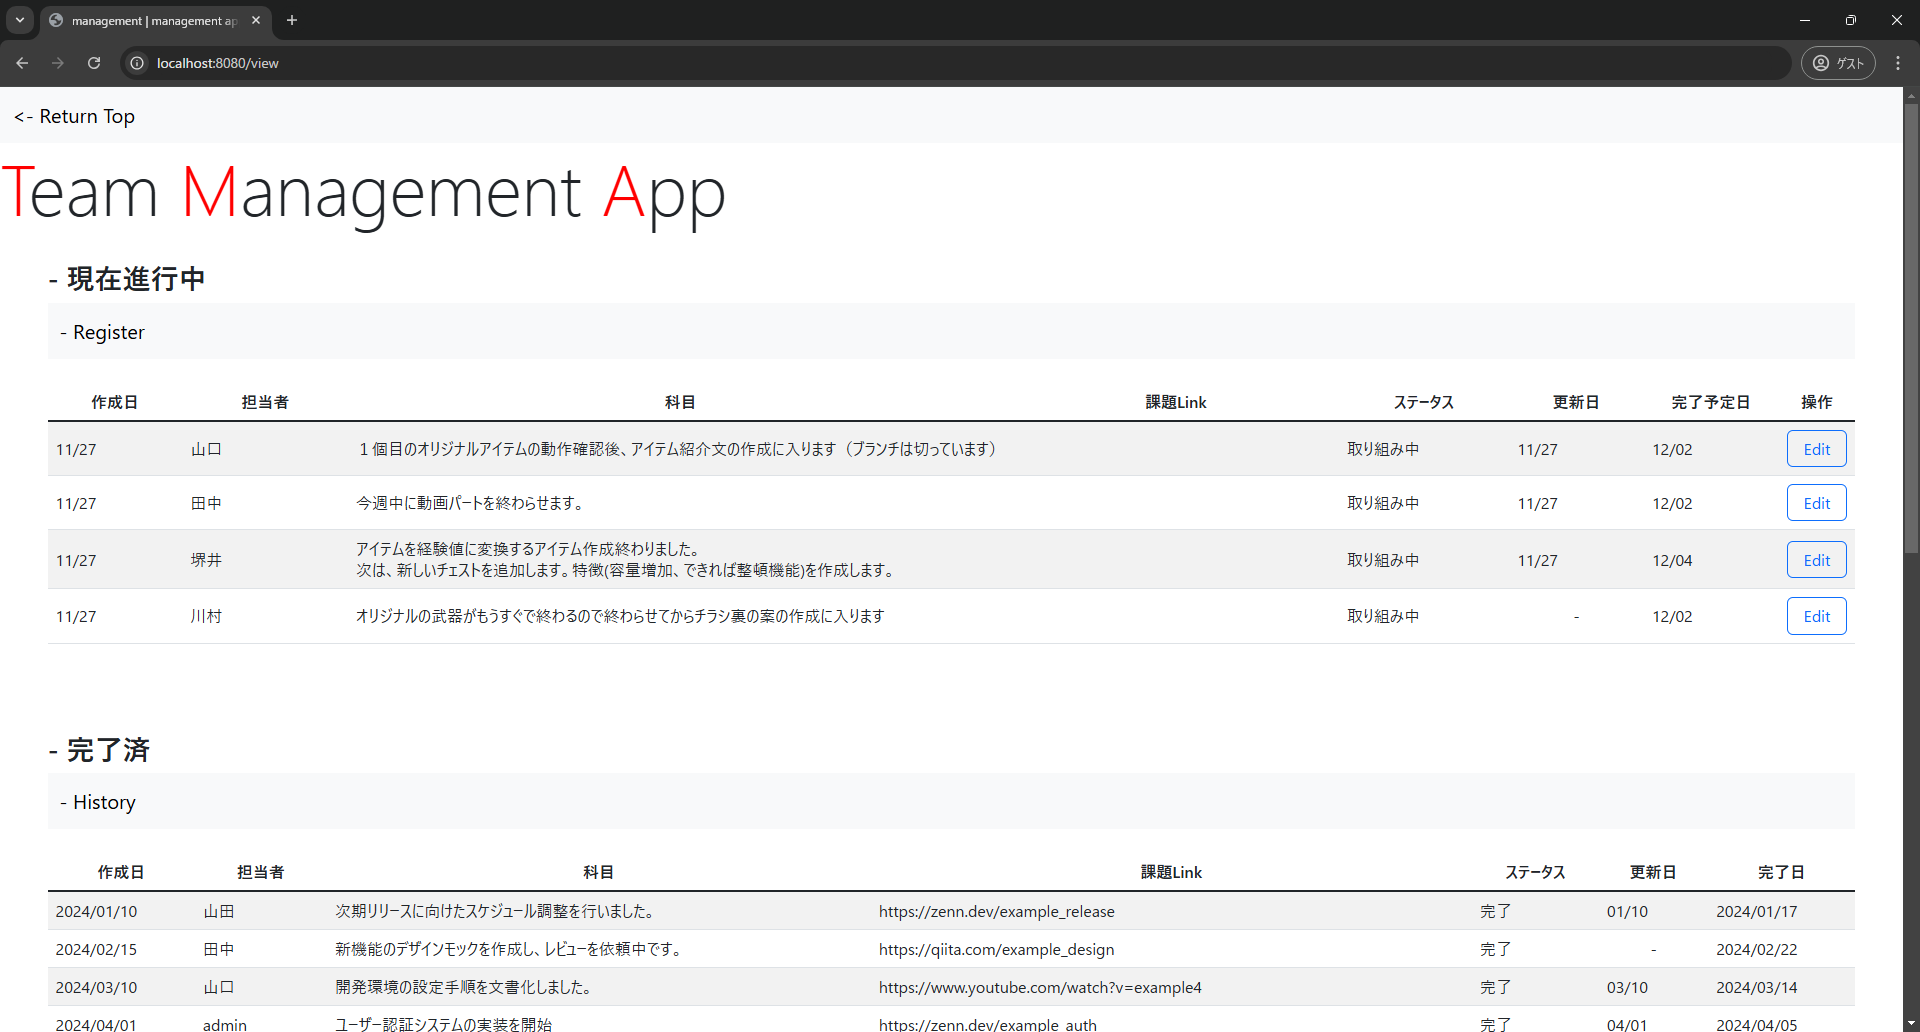 management | management ap
localhost:8080/view
ゲスト
<- Return Top
Team Management App
- 現在進行中
- Register
作成日 担当者 科目 課題Link ステータス 更新日 完了予定日 操作
11/27 山口 １個目のオリジナルアイテムの動作確認後、アイテム紹介文の作成に入ります（ブランチは切っています） 取り組み中 11/27 12/02 Edit
11/27 田中 今週中に動画パートを終わらせます。 取り組み中 11/27 12/02 Edit
アイテムを経験値に変換するアイテム作成終わりました。
11/27 堺井 次は、新しいチェストを追加します。特徴(容量増加、できれば整頓機能)を作成します。 取り組み中 11/27 12/04 Edit
11/27 川村 オリジナルの武器がもうすぐで終わるので終わらせてからチラシ裏の案の作成に入ります 取り組み中 - 12/02 Edit
- 完了済
- History
作成日 担当者 科目 課題Link ステータス 更新日 完了日
2024/01/10 山田 次期リリースに向けたスケジュール調整を行いました。 https://zenn.dev/example_release 完了 01/10 2024/01/17
2024/02/15 田中 新機能のデザインモックを作成し、レビューを依頼中です。 https://qiita.com/example_design 完了 - 2024/02/22
2024/03/10 山口 開発環境の設定手順を文書化しました。 https://www.youtube.com/watch?v=example4 完了 03/10 2024/03/14
2024/04/01 admin ユーザー認証システムの実装を開始 https://zenn.dev/example_auth 完了 04/01 2024/04/05